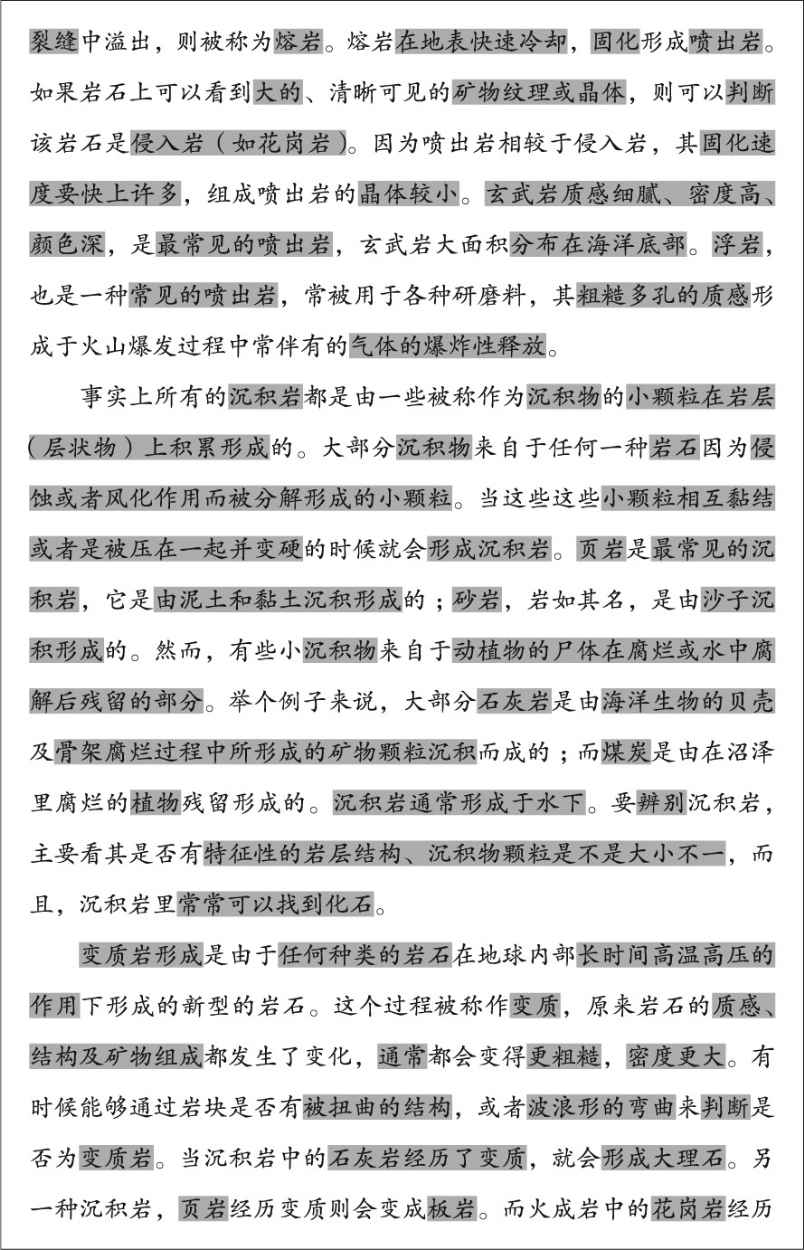 裂缝中溢出，则被称为熔岩。熔岩在地表快速冷却，固化形成喷出岩。
如果岩石上可以看到大的、清晰可见的矿物纹理或晶体，则可以判断
该岩石是侵入岩（如花岗岩）。因为喷出岩相较于侵入岩，其固化速
度要快上许多，组成喷出岩的晶体较小。玄武岩质感细腻、密度高、
颜色深，是最常见的喷出岩，玄武岩大面积分布在海洋底部。浮岩，
也是一种常见的喷出岩，常被用于各种研磨料，其粗糙多孔的质感形
成于火山爆发过程中常伴有的气体的爆炸性释放。
事实上所有的沉积岩都是由一些被称作为沉积物的小颗粒在岩层
（层状物）上积累形成的。大部分沉积物来自于任何一种岩石因为侵
蚀或者风化作用而被分解形成的小颗粒。当这些这些小颗粒相互黏结
或者是被压在一起并变硬的时候就会形成沉积岩。页岩是最常见的沉
积岩，它是由泥土和黏土沉积形成的；砂岩，岩如其名，是由沙子沉
积形成的。然而，有些小沉积物来自于动植物的尸体在腐烂或水中腐
解后残留的部分。举个例子来说，大部分石灰岩是由海洋生物的贝壳
及骨架腐烂过程中所形成的矿物颗粒沉积而成的；而煤炭是由在沼泽
里腐烂的植物残留形成的。沉积岩通常形成于水下。要辨别沉积岩，
主要看其是否有特征性的岩层结构、沉积物颗粒是不是大小不一，而
且，沉积岩里常常可以找到化石。
变质岩形成是由于任何种类的岩石在地球内部长时间高温高压的
作用下形成的新型的岩石。这个过程被称作变质，原来岩石的质感、
结构及矿物组成都发生了变化，通常都会变得更粗糙，密度更大。有
时候能够通过岩块是否有被扭曲的结构，或者波浪形的弯曲来判断是
否为变质岩。当沉积岩中的石灰岩经历了变质，就会形成大理石。另
一种沉积岩，页岩经历变质则会变成板岩。而火成岩中的花岗岩经历